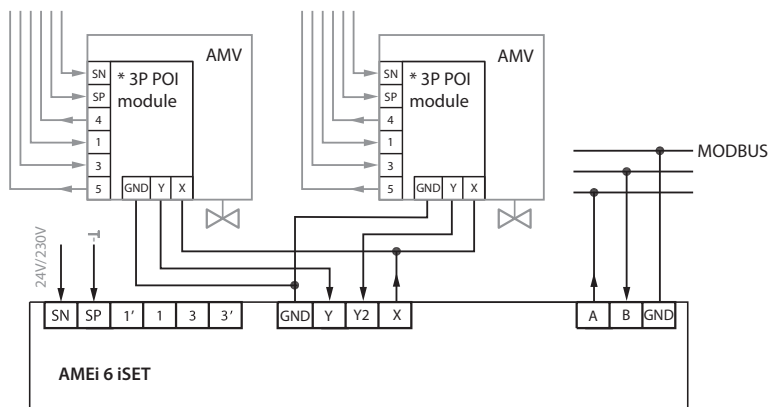 AMV
SN
* 3P POI
module
SP
4
1
3
5
GND Y X
AMV
SN
* 3P POI
module
SP
4
1
3
5
GND Y X
MODBUS
24V/230V
T~
SN SP 1' 1 3 3' GND Y Y2 X A B GND
AMEi 6 iSET